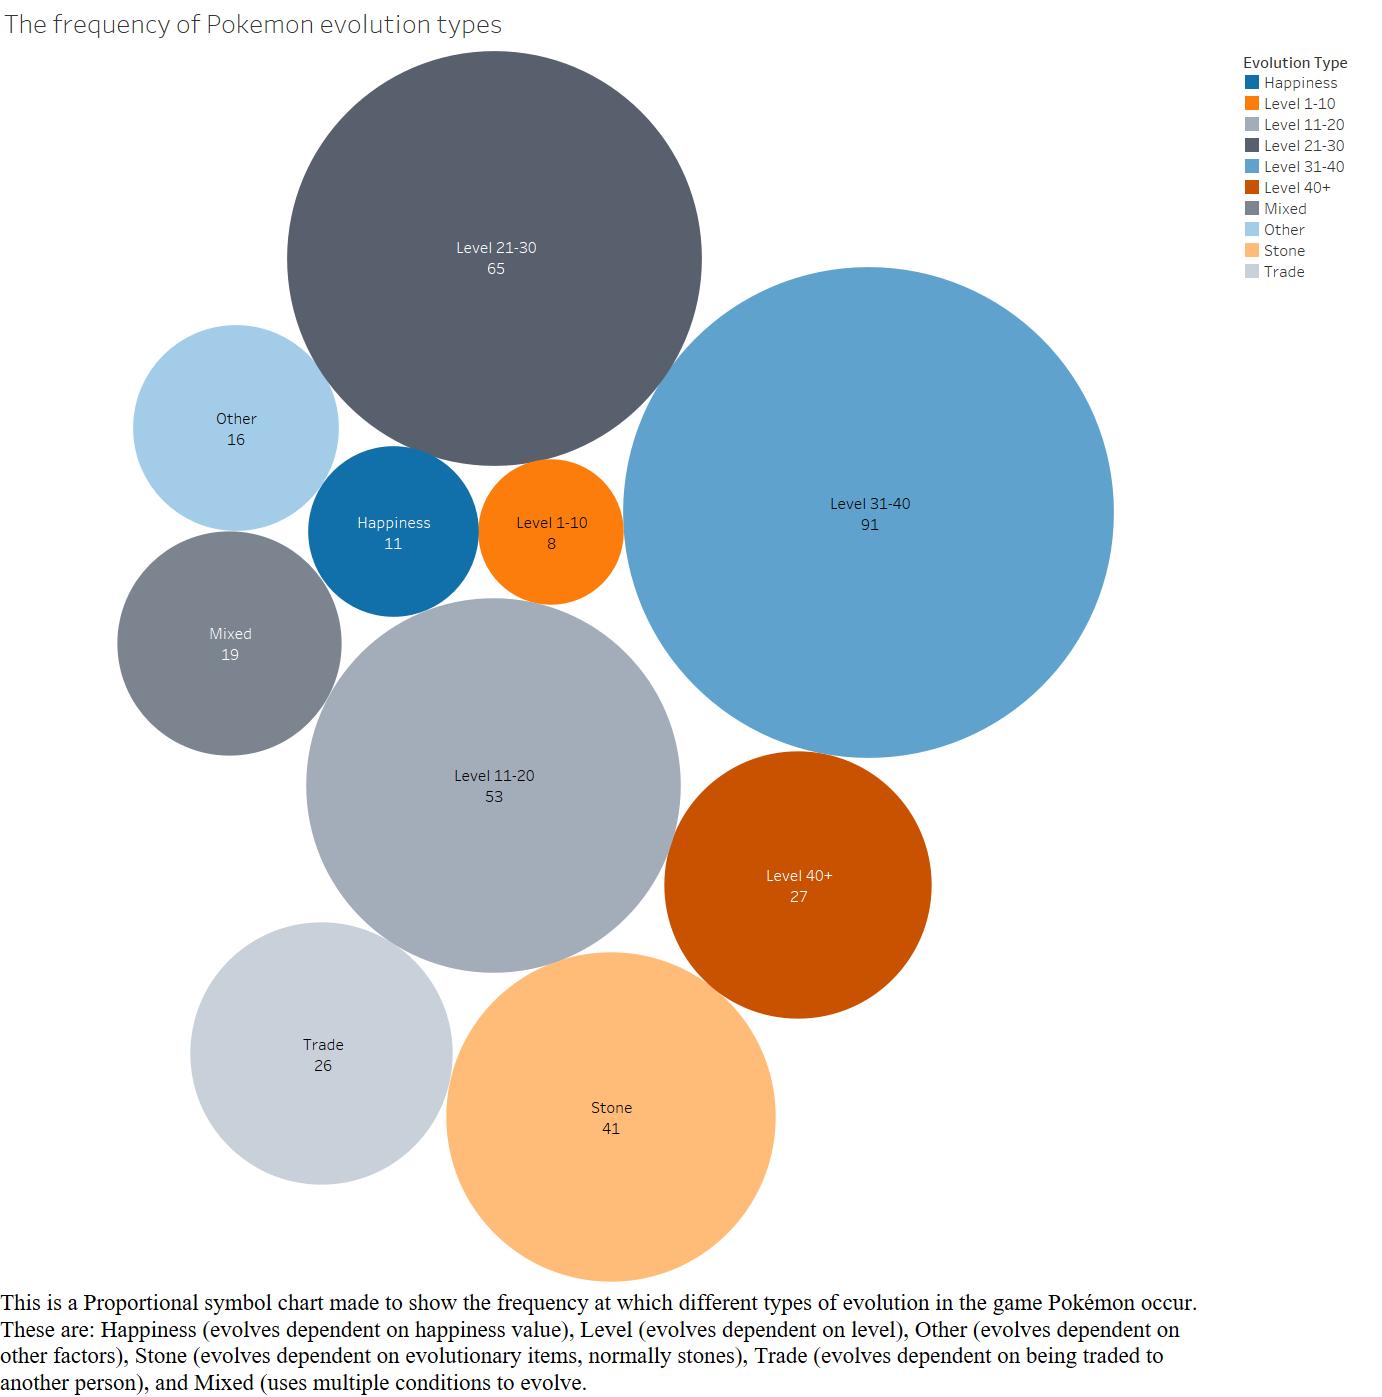 The frequency of Pokemon evolution types
Evolution Type
Happiness
Level 1-10
Level 11-20
Level 21-30
Level 31-40
Level 40+
Mixed
Other
Stone
Trade
Level 21-30
65
Other
16
Level 31-40
91
Happiness
11
Level 1-10
8
Mixed
19
Level 11-20
53
Level 40+
27
Trade
26
Stone
41
This is a Proportional symbol chart made to show the frequency at which different types of evolution in the game Pokémon occur.
These are: Happiness (evolves dependent on happiness value), Level (evolves dependent on level), Other (evolves dependent on
other factors), Stone (evolves dependent on evolutionary items, normally stones), Trade (evolves dependent on being traded to
another person), and Mixed (uses multiple conditions to evolve.